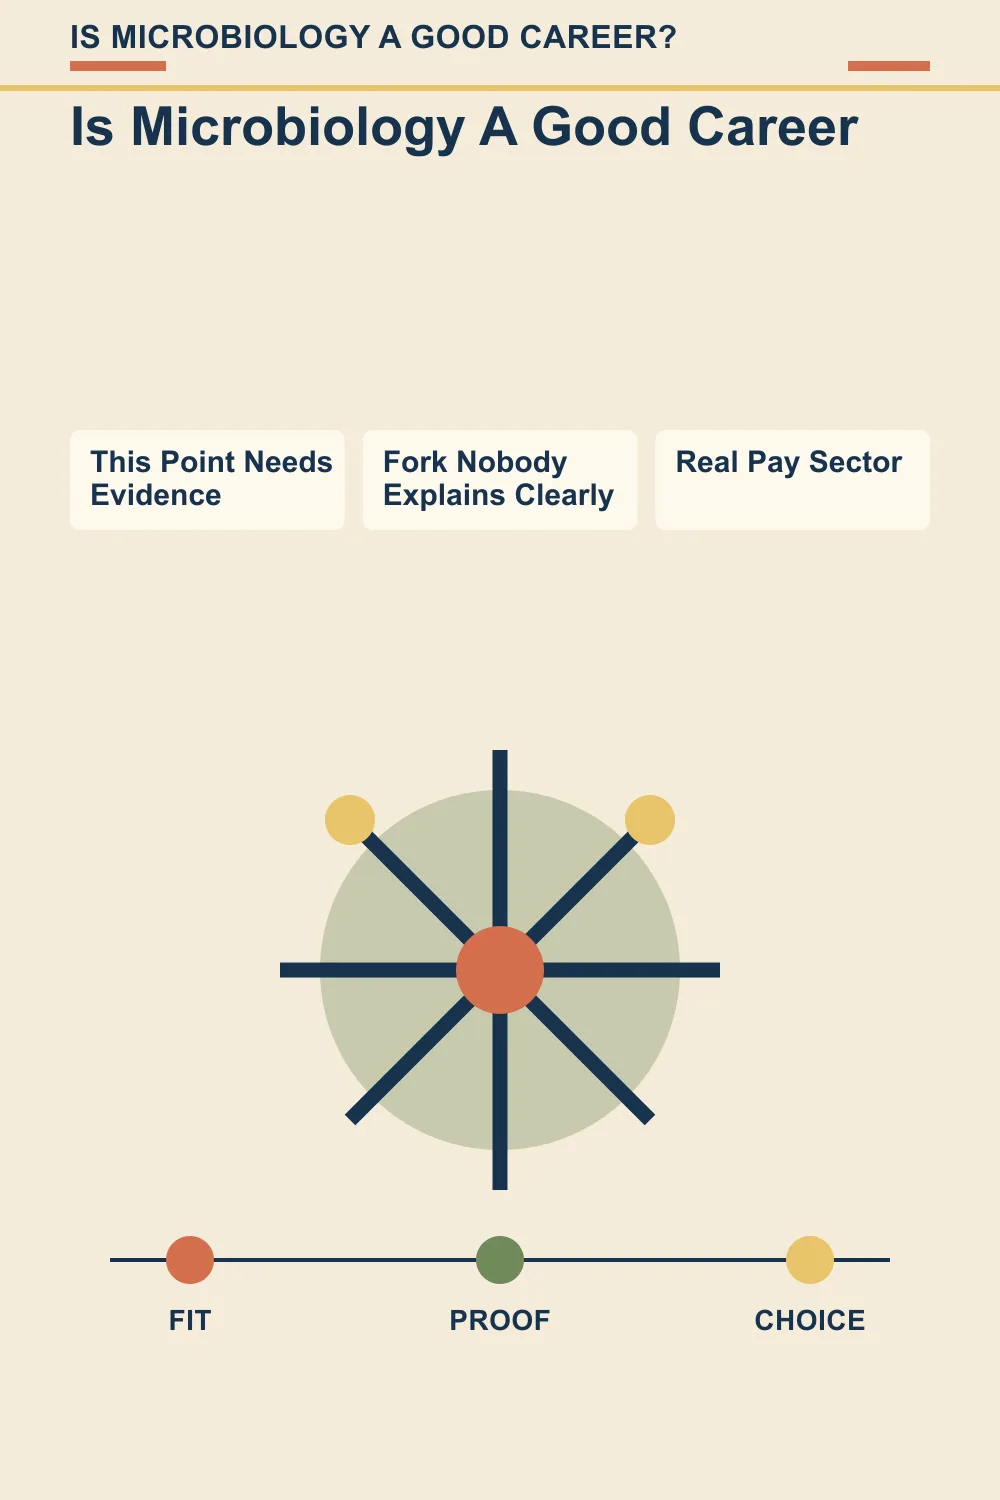 IS MICROBIOLOGY A GOOD CAREER?
Is Microbiology A Good Career
This Point Needs
Evidence
Fork Nobody
Explains Clearly
Real Pay Sector
FIT
PROOF
CHOICE